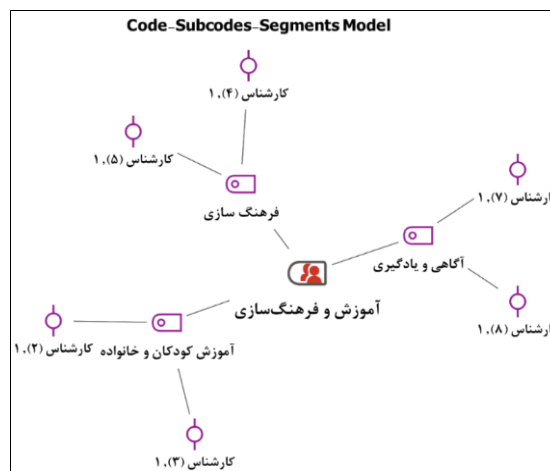 Code-Subcodes-Segments Model
کارشناس (۴), ۱
کارشناس (۵), ۱
فرهنگ سازی
کارشناس (۷), ۱
آگاهی و یادگیری
آموزش و فرهنگ‌سازی
کارشناس (۸), ۱
آموزش کودکان و خانواده
کارشناس (۲), ۱
کارشناس (۳), ۱